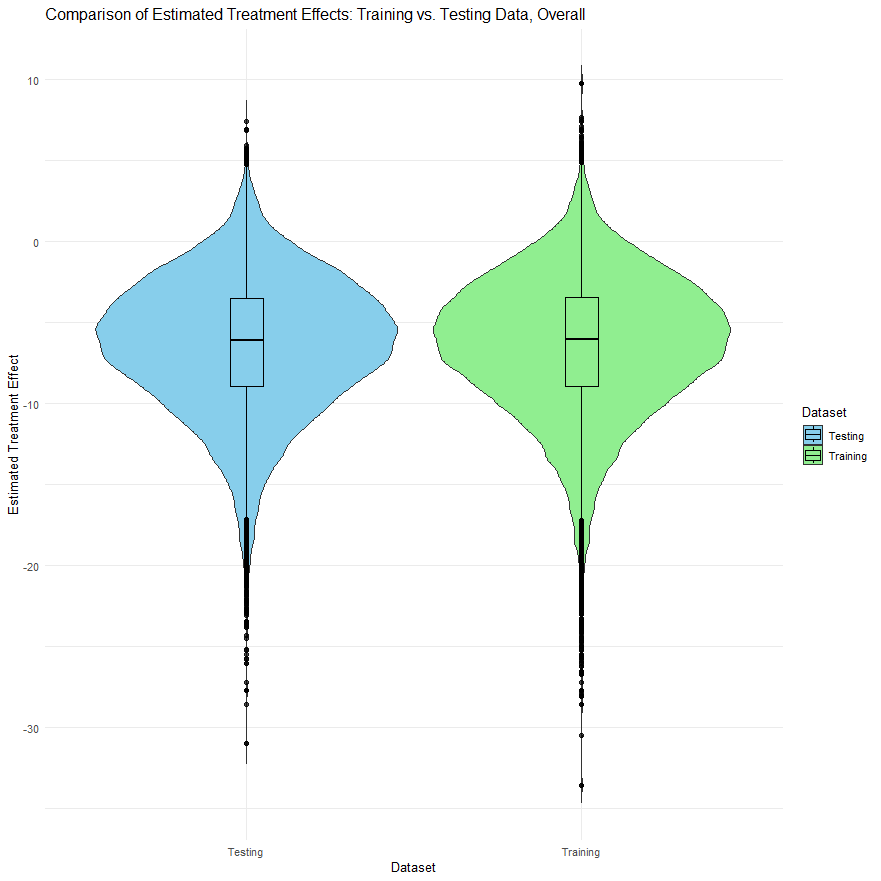 Comparison of Estimated Treatment Effects: Training vs. Testing Data, Overall
10
0
-10
-20
-30
Estimated Treatment Effect
Testing
Training
Dataset
Dataset
Testing
Training